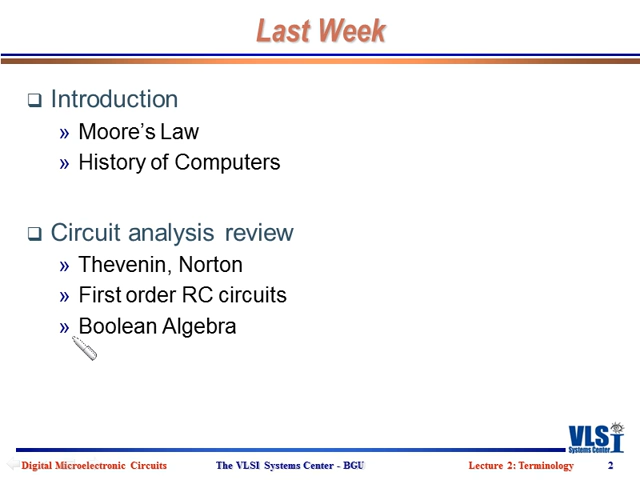 Last Week
❑ Introduction
» Moore's Law
» History of Computers
❑ Circuit analysis review
» Thevenin, Norton
» First order RC circuits
» Boolean Algebra
VLSI
Systems Center
Digital Microelectronic Circuits The VLSI Systems Center - BGU Lecture 2: Terminology 2